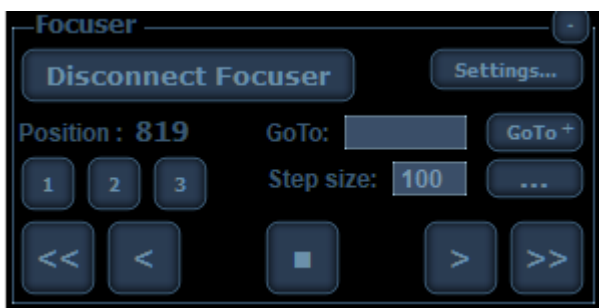 Focuser -
Disconnect Focuser Settings...
Position : 819 GoTo: GoTo +
1 2 3 Step size: 100 ...
<< < ■ > >>